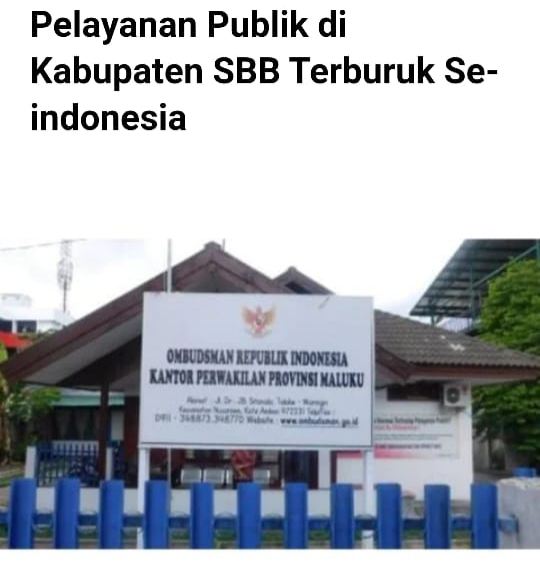 Pelayanan Publik di
Kabupaten SBB Terburuk Se-
indonesia
OMBUDSMAN REPUBLIK INDONESIA
KANTOR PERWAKILAN PROVINSI MALUKU
Website : www.ombudsman.go.id